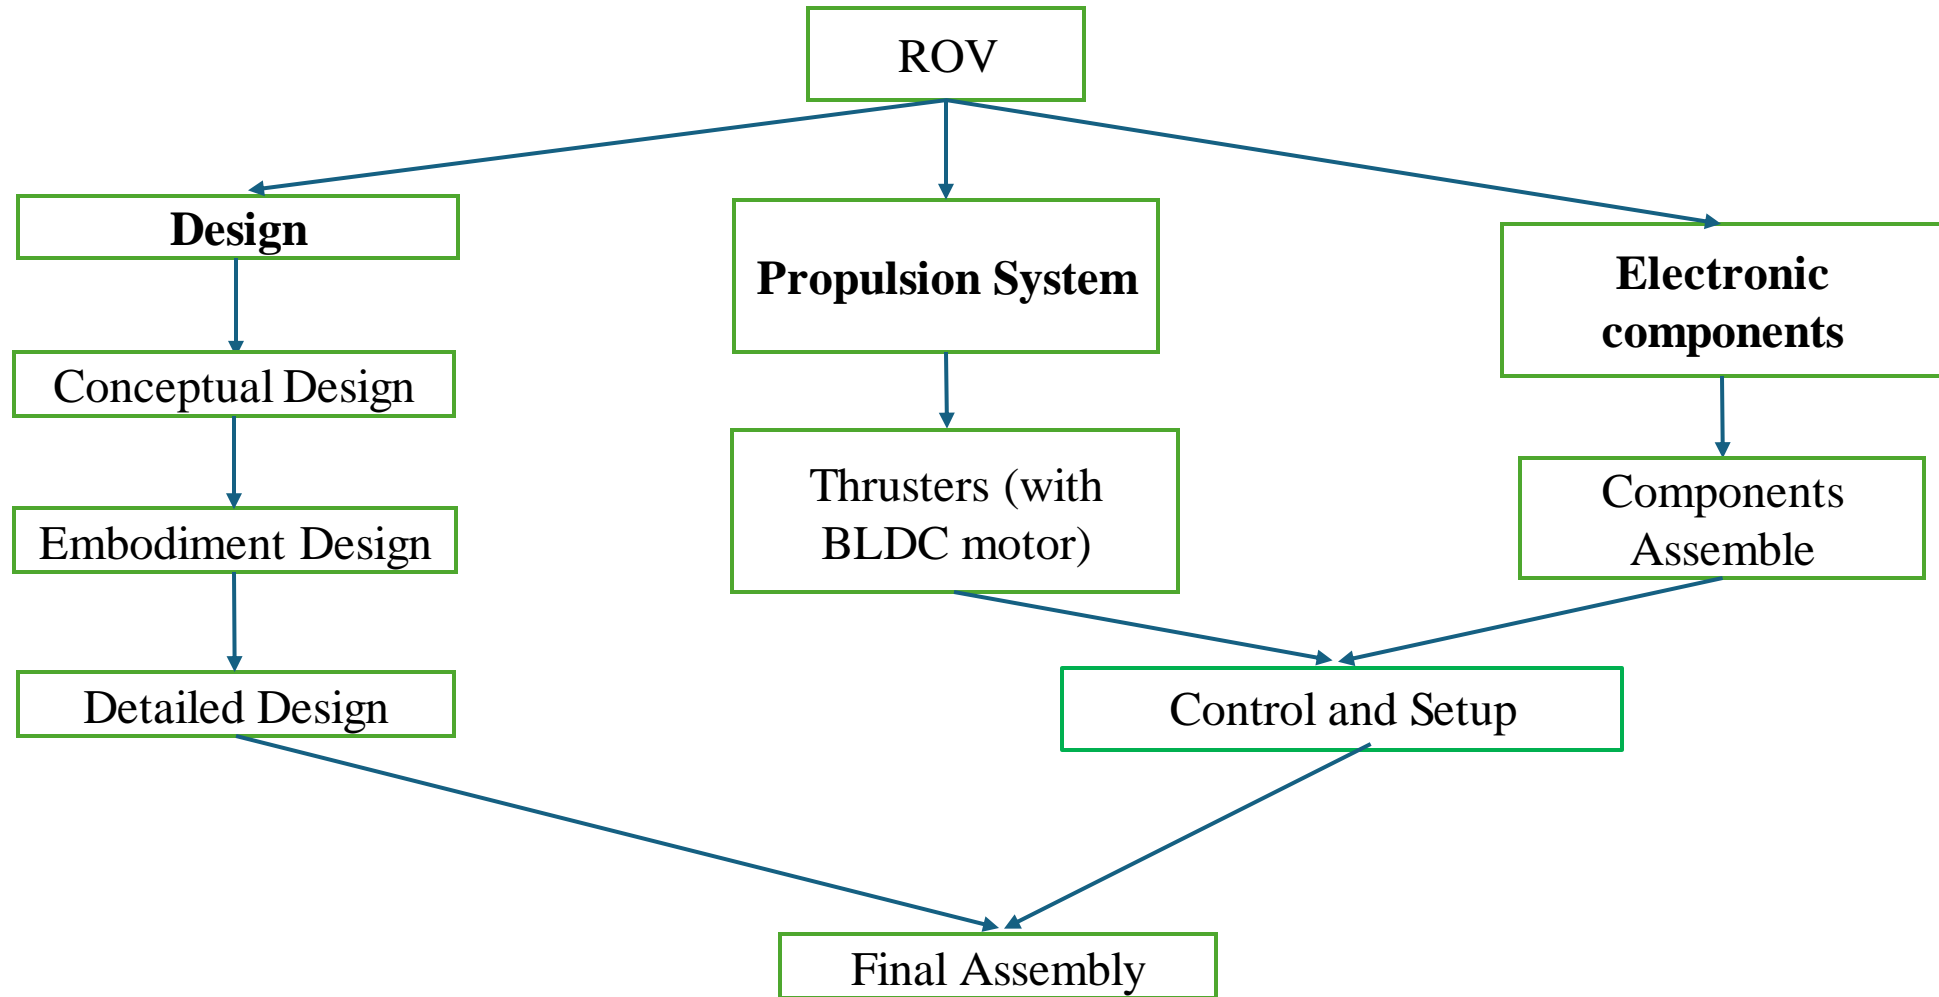 ROV
Design
Propulsion System
Electronic
components
Conceptual Design
Thrusters (with
BLDC motor)
Components
Assemble
Embodiment Design
Detailed Design
Control and Setup
Final Assembly